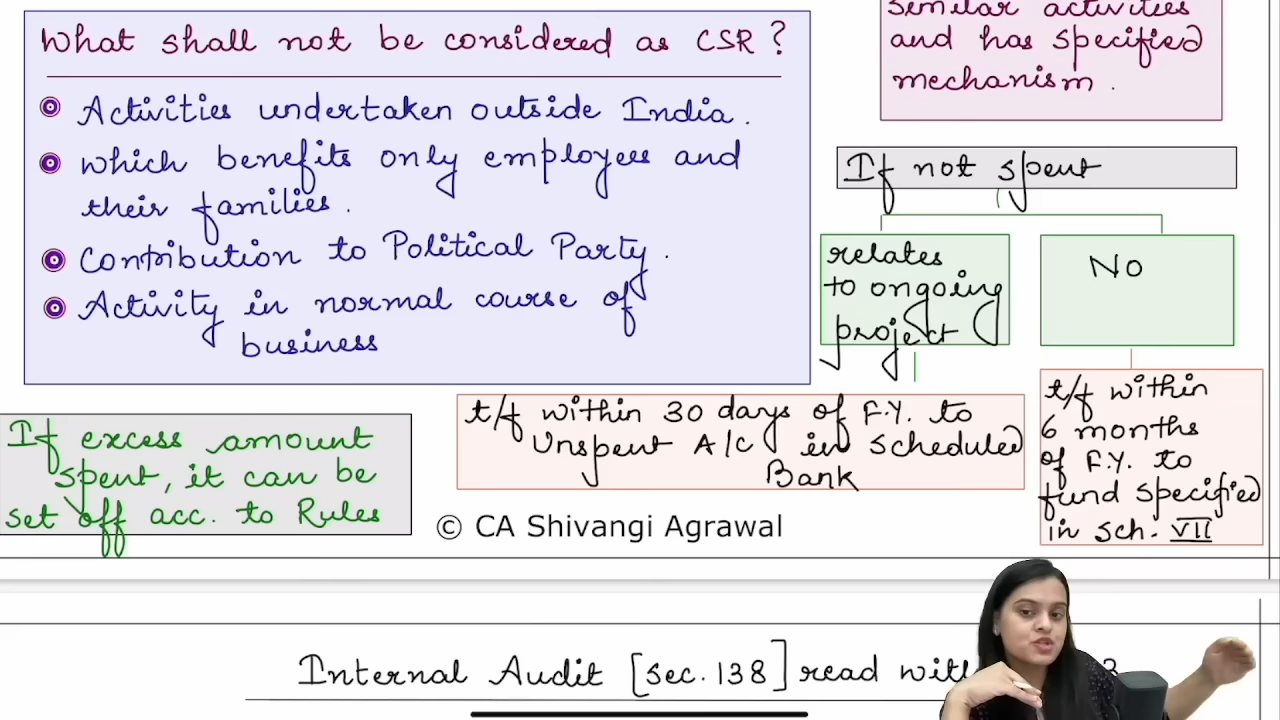 What shall not be considered as CSR ?
Activities undertaken outside India.
which benefits only employees and
their families.
Contribution to Political Party.
Activity in normal course of
business
If excess amount
spent, it can be
set off acc. to Rules
similar activities
and has specified
mechanism.
If not spent
relates
to ongoing
project
No
t/f within 30 days of F.Y. to
Unspent A/C in scheduled
Bank
t/f within
6 months
of F.Y. to
fund specified
in sch. VII
© CA Shivangi Agrawal
Internal Audit [sec. 138] read with